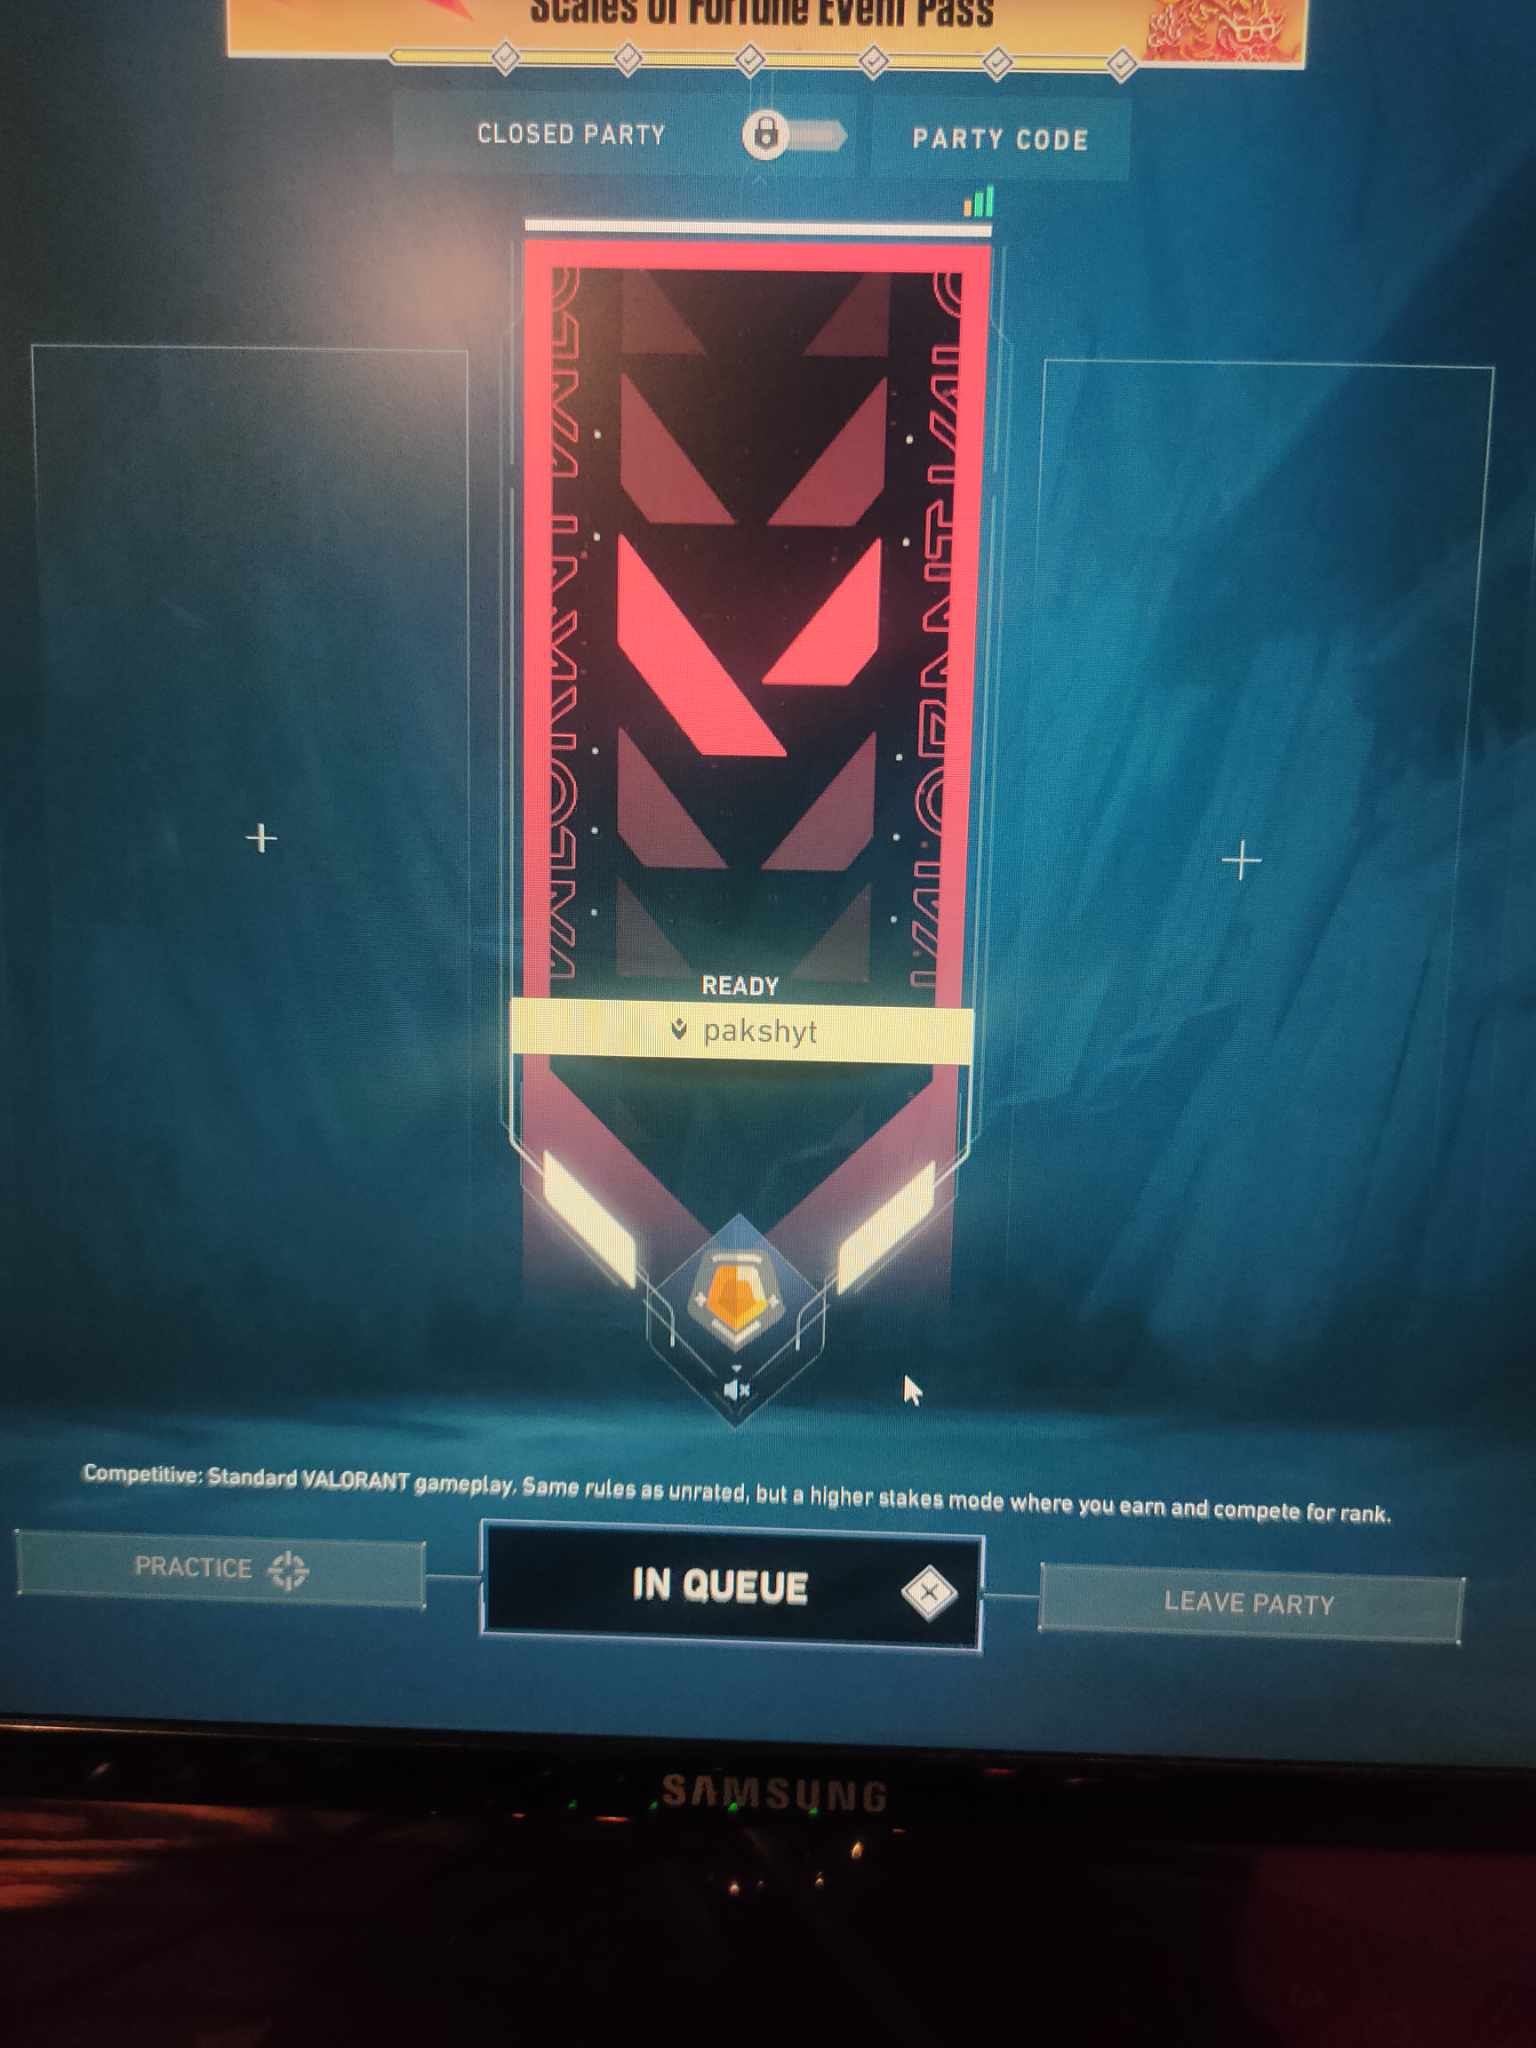 Scales of Fortune Event Pass
CLOSED PARTY
PARTY CODE
VALORANT
VALORANT
READY
pakshyt
Competitive: Standard VALORANT gameplay. Same rules as unrated, but a higher stakes mode where you earn and compete for rank.
PRACTICE
IN QUEUE
LEAVE PARTY
SAMSUNG